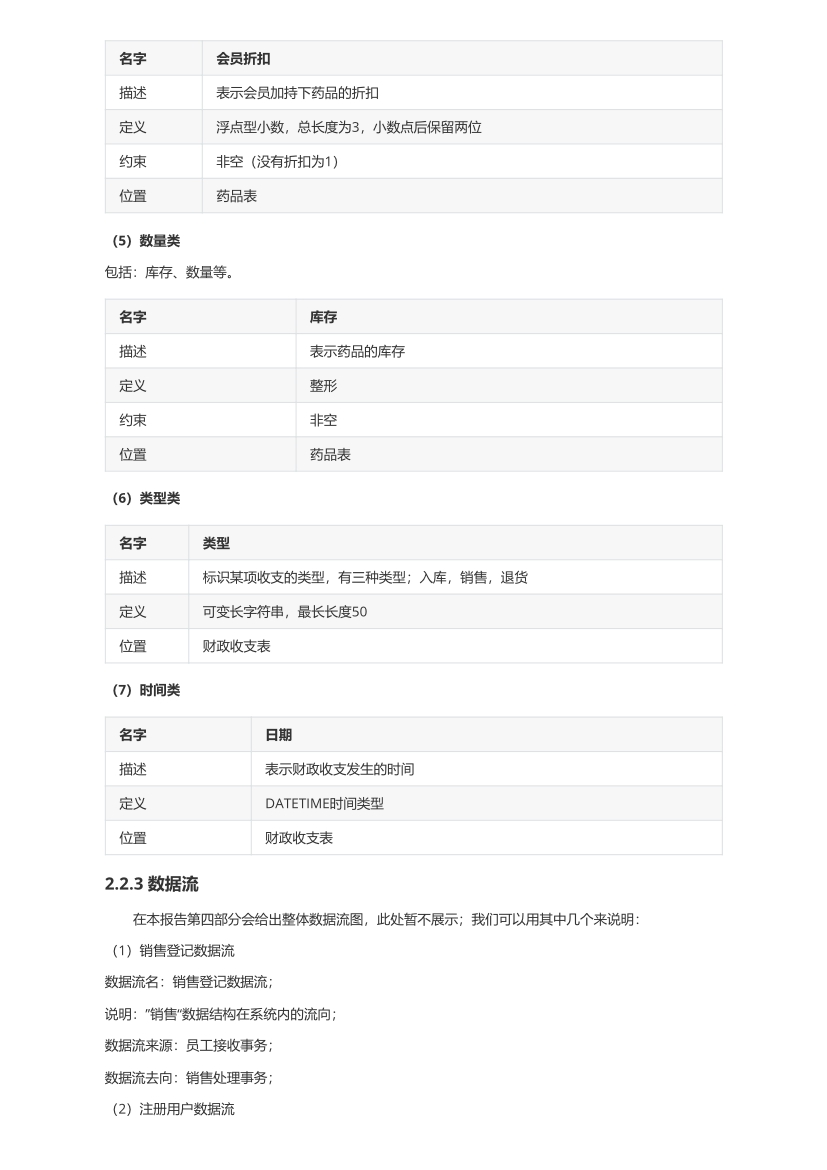 名字 会员折扣
描述 表示会员加持下药品的折扣
定义 浮点型小数，总长度为3，小数点后保留两位
约束 非空（没有折扣为1）
位置 药品表
（5）数量类
包括：库存、数量等。
名字 库存
描述 表示药品的库存
定义 整形
约束 非空
位置 药品表
（6）类型类
名字 类型
描述 标识某项收支的类型，有三种类型；入库，销售，退货
定义 可变长字符串，最长长度50
位置 财政收支表
（7）时间类
名字 日期
描述 表示财政收支发生的时间
定义 DATETIME时间类型
位置 财政收支表
2.2.3 数据流
在本报告第四部分会给出整体数据流图，此处暂不展示；我们可以用其中几个来说明：
（1）销售登记数据流
数据流名：销售登记数据流；
说明：”销售“数据结构在系统内的流向；
数据流来源：员工接收事务；
数据流去向：销售处理事务；
（2）注册用户数据流